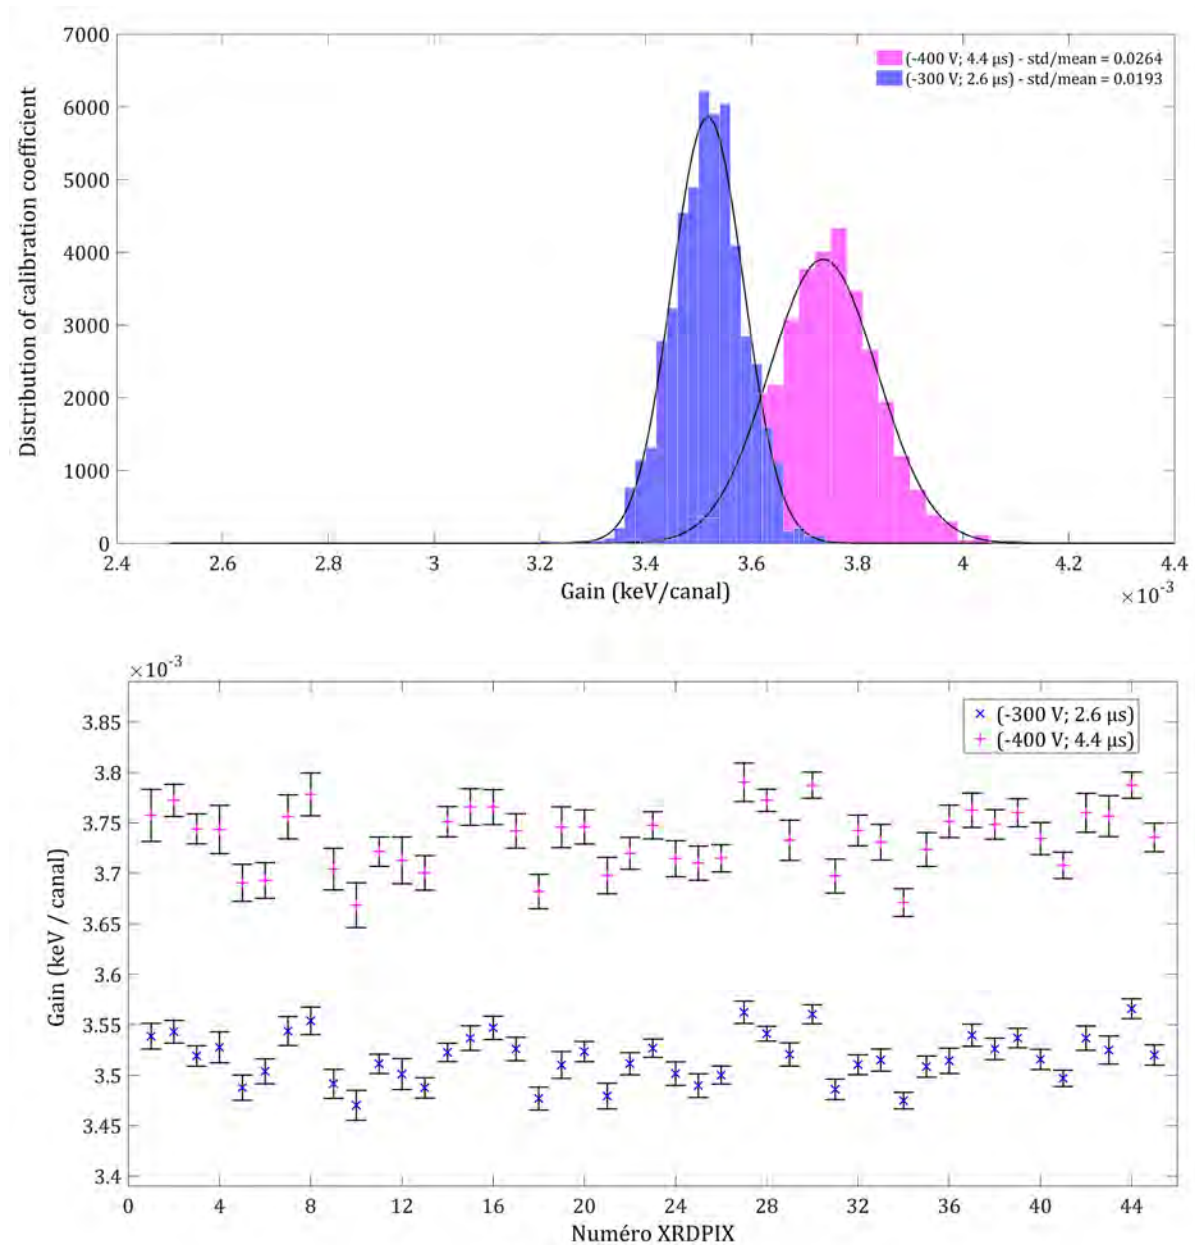 7000
6000
5000
4000
3000
2000
1000
0
Distribution of calibration coefficient
(-400 V; 4.4 μs) - std/mean = 0.0264
(-300 V; 2.6 μs) - std/mean = 0.0193
2.4 2.6 2.8 3 3.2 3.4 3.6 3.8 4 4.2 4.4
Gain (keV/canal)
×10-3
×10-3
3.85
3.8
3.75
3.7
3.65
3.6
3.55
3.5
3.45
3.4
Gain (keV / canal)
(-300 V; 2.6 μs)
(-400 V; 4.4 μs)
0 4 8 12 16 20 24 28 32 36 40 44
Numéro XRDPIX